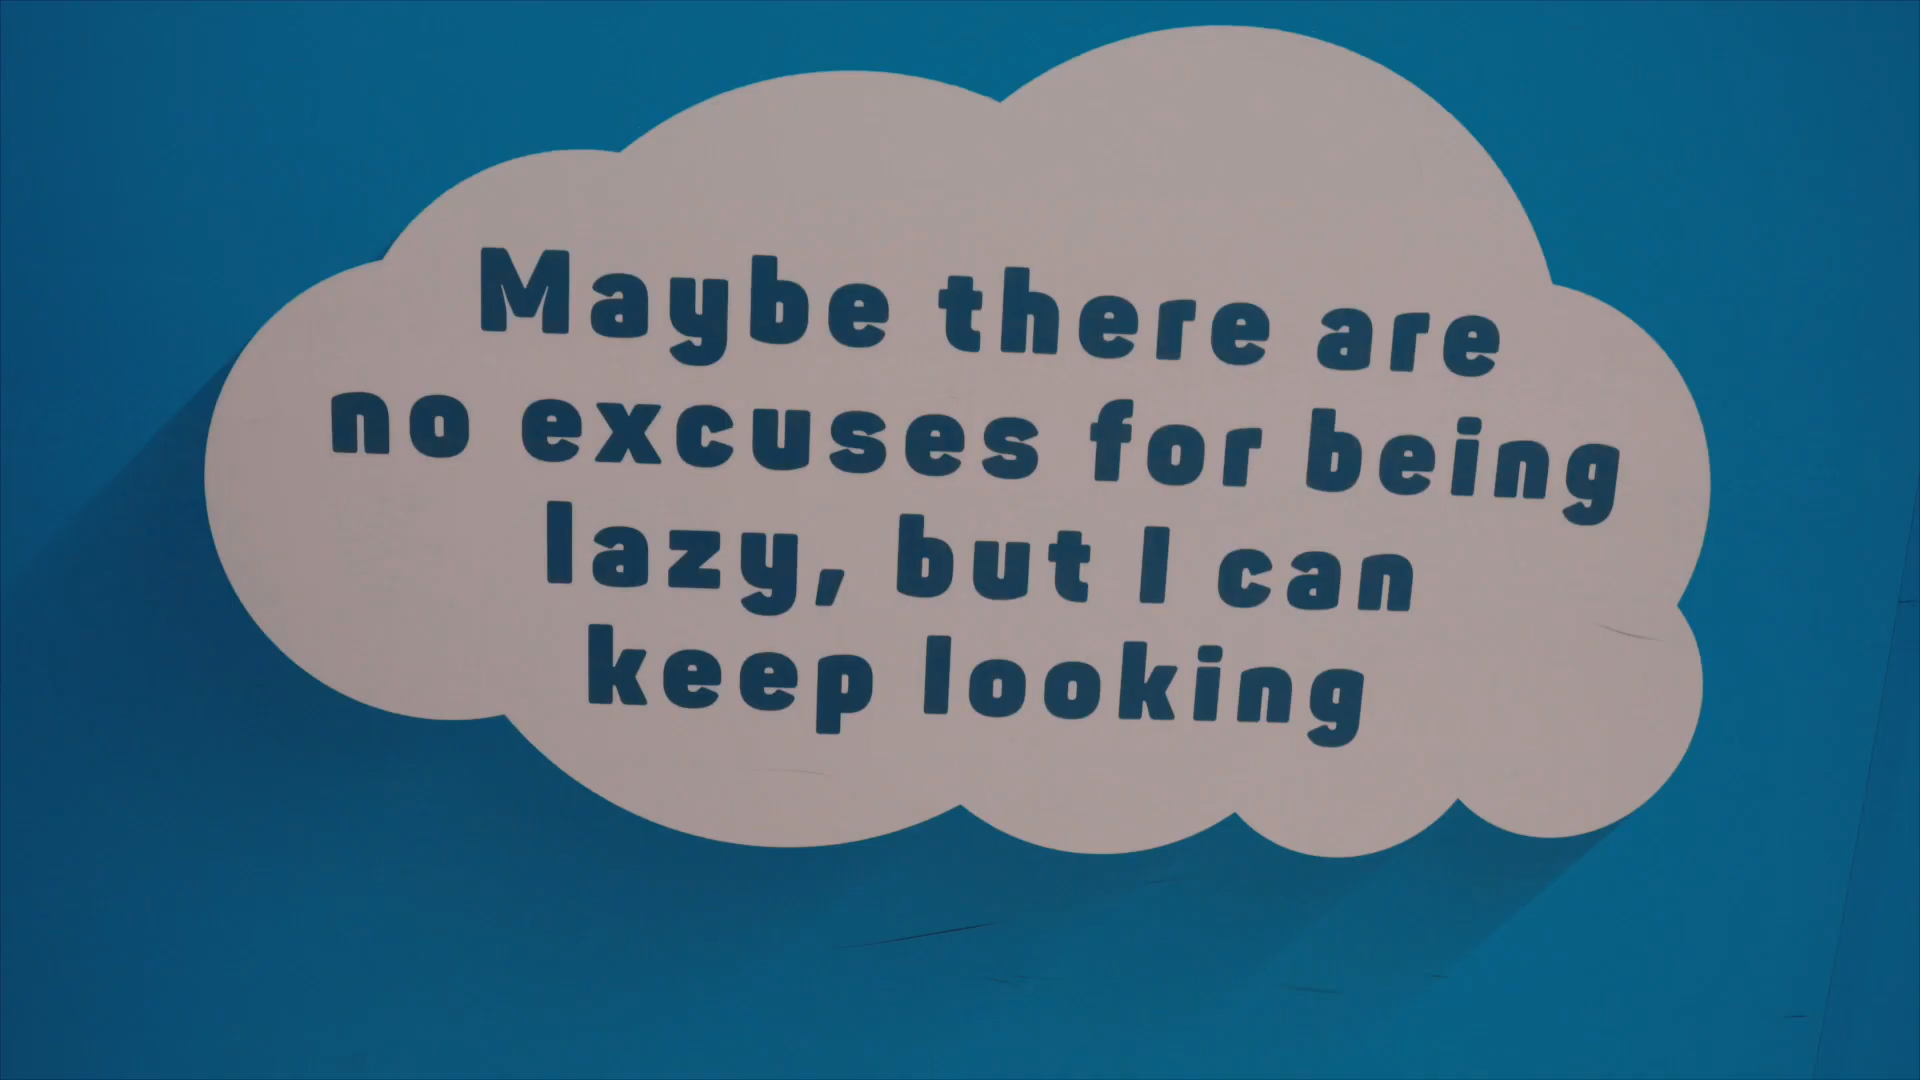 Maybe there are
no excuses for being
lazy, but I can
keep looking